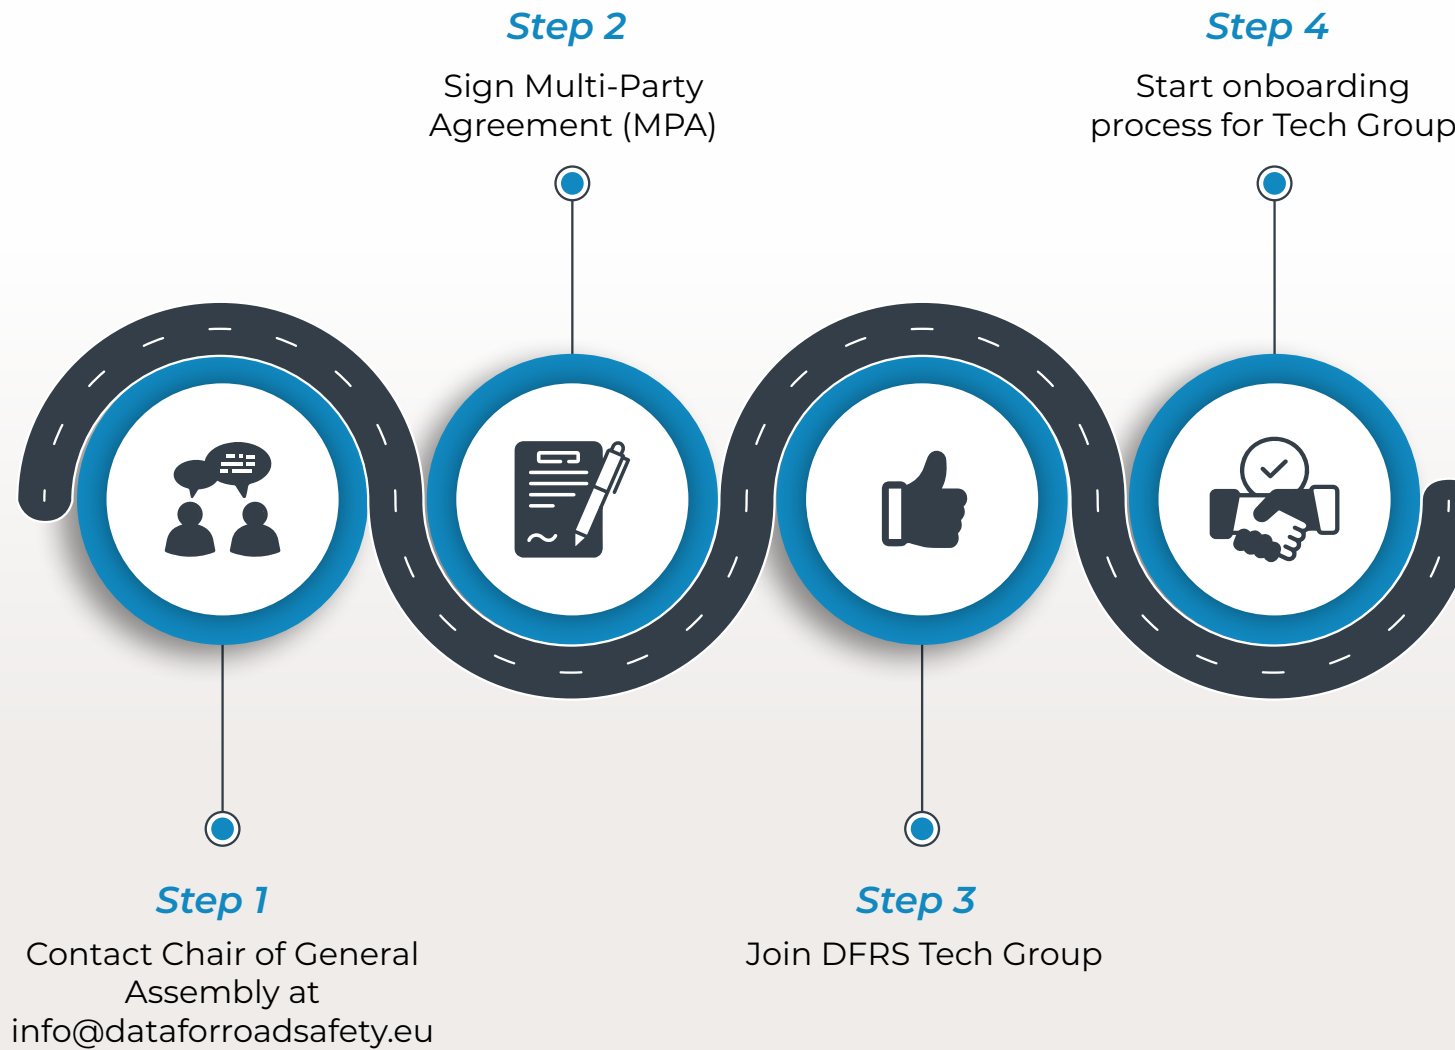 Step 1
Contact Chair of General
Assembly at
info@dataforroadsafety.eu
Step 2
Sign Multi-Party
Agreement (MPA)
Step 3
Join DFRS Tech Group
Step 4
Start onboarding
process for Tech Group